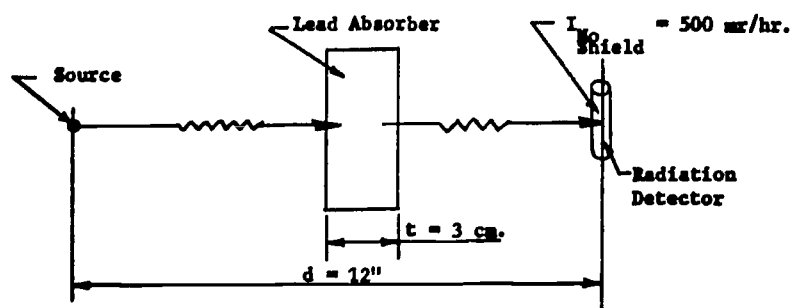 Lead Absorber
I No Shield = 500 mr/hr.
Source
Radiation
Detector
t = 3 cm.
d = 12"